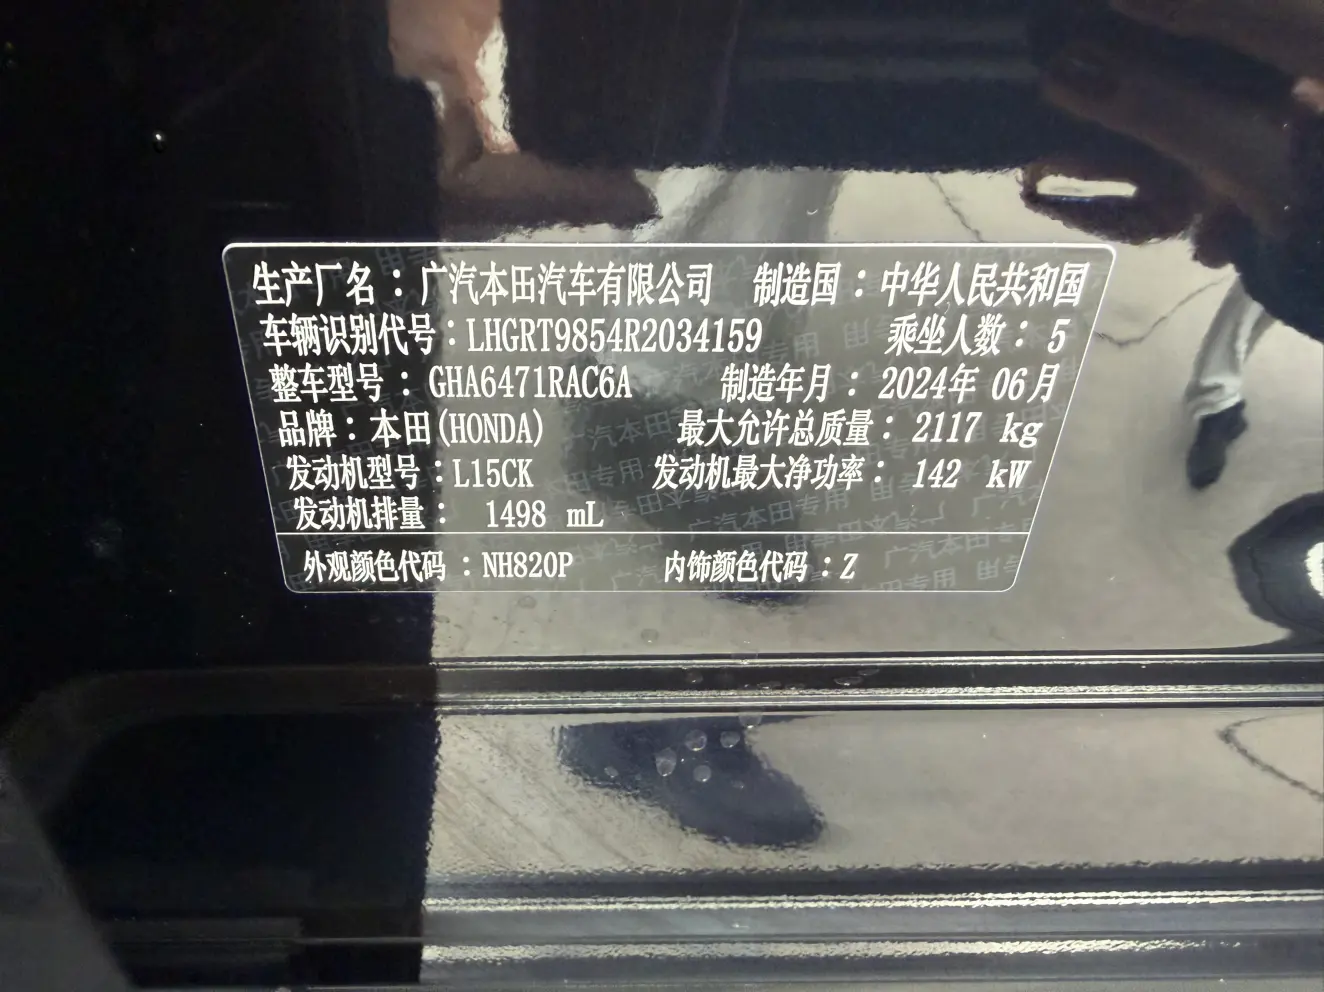 生产厂名：广汽本田汽车有限公司 制造国：中华人民共和国
车辆识别代号：LHGRT9854R2034159 乘坐人数：5
整车型号：GHA6471RAC6A 制造年月：2024年 06月
品牌：本田(HONDA) 最大允许总质量：2117 kg
发动机型号：L15CK 发动机最大净功率：142 kW
发动机排量：1498 mL
外观颜色代码：NH820P 内饰颜色代码：Z